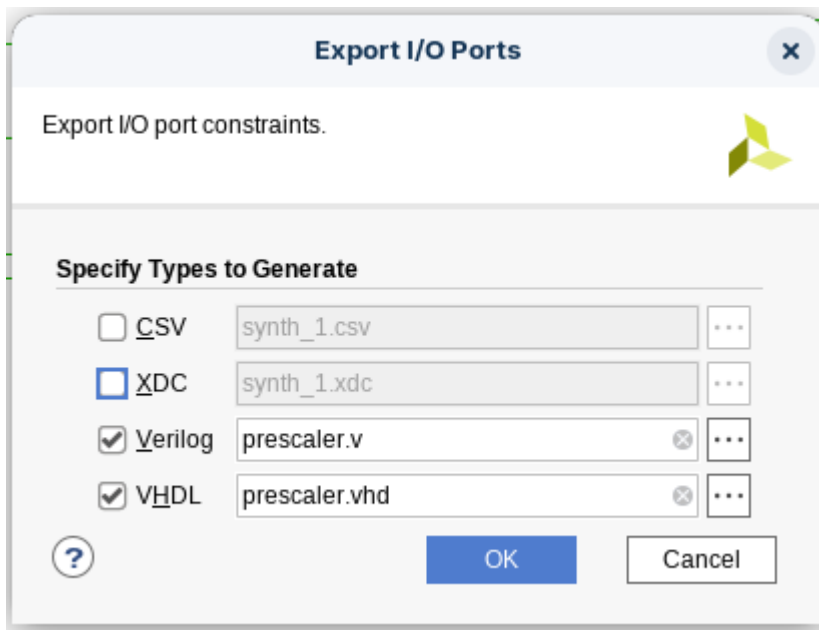 Export I/O Ports
Export I/O port constraints.
Specify Types to Generate
CSV synth_1.csv ...
XDC synth_1.xdc ...
Verilog prescaler.v ...
VHDL prescaler.vhd ...
? OK Cancel